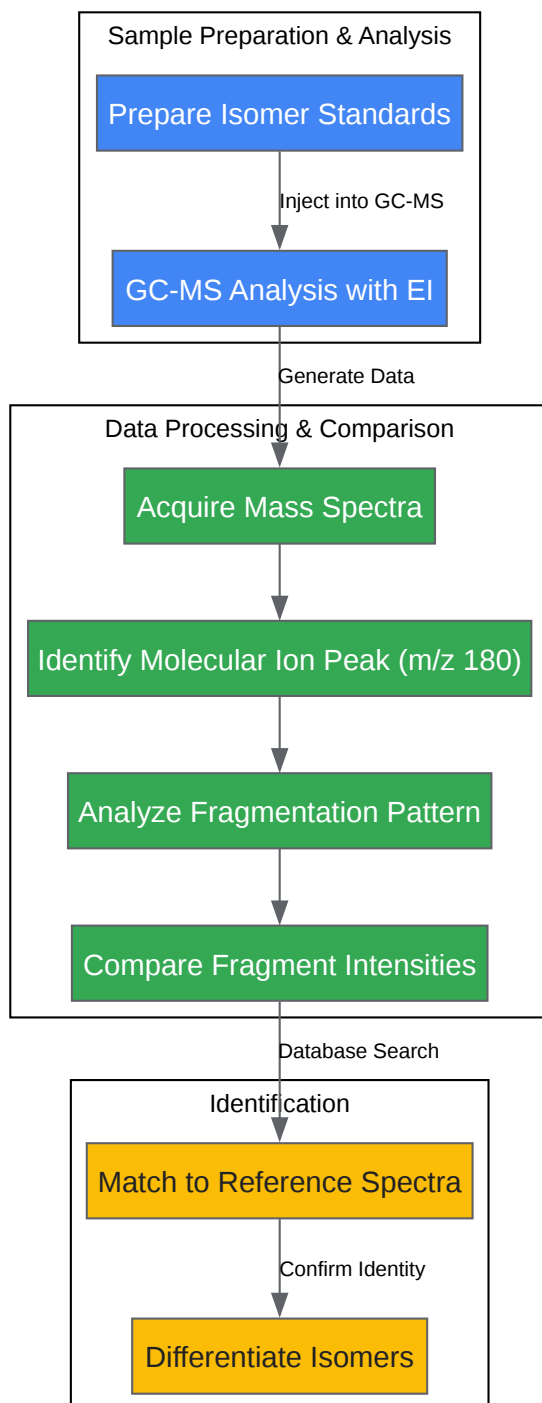 Sample Preparation & Analysis
Prepare Isomer Standards
Inject into GC-MS
GC-MS Analysis with EI
Generate Data
Data Processing & Comparison
Acquire Mass Spectra
Identify Molecular Ion Peak (m/z 180)
Analyze Fragmentation Pattern
Compare Fragment Intensities
Database Search
Identification
Match to Reference Spectra
Confirm Identity
Differentiate Isomers